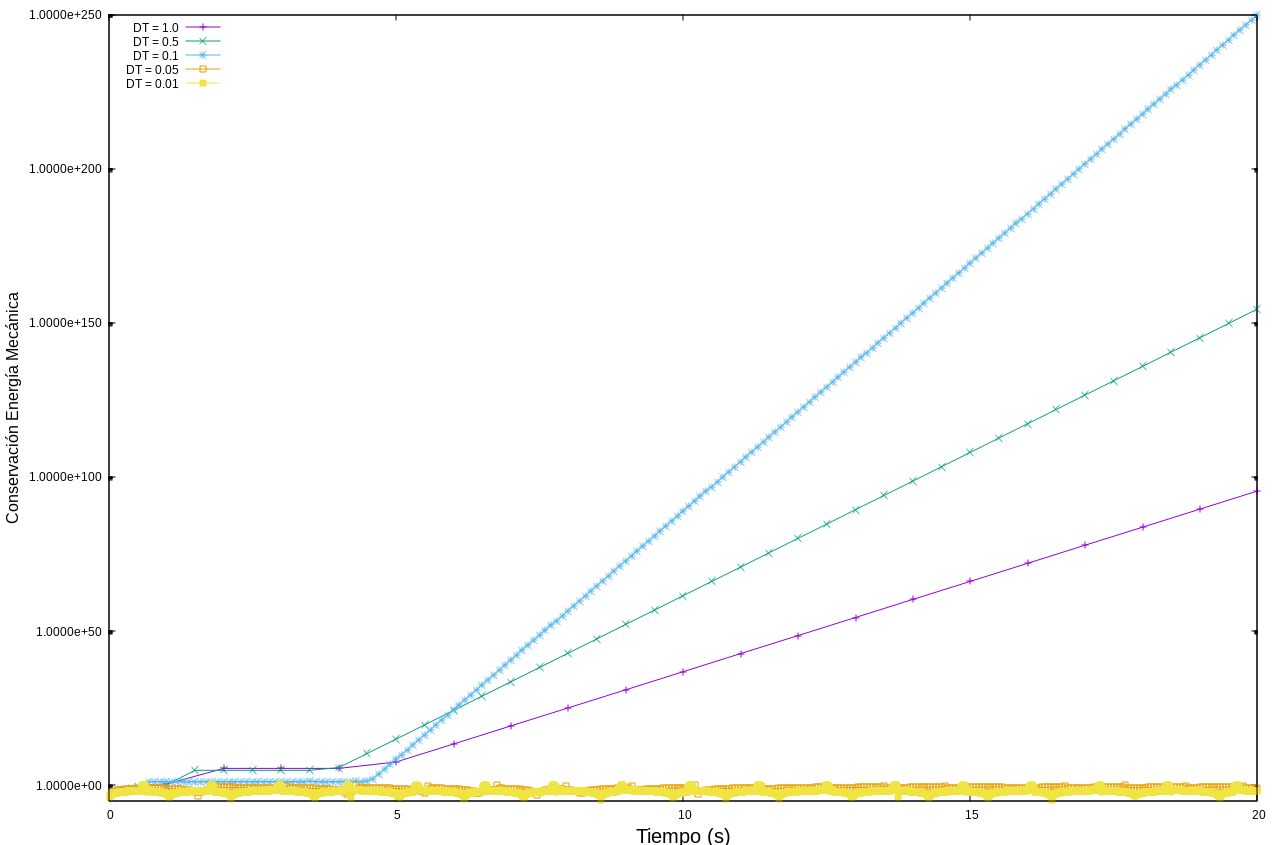 1.0000e+250
DT = 1.0
DT = 0.5
DT = 0.1
DT = 0.05
DT = 0.01
1.0000e+200
1.0000e+150
1.0000e+100
1.0000e+50
1.0000e+00
Conservación Energía Mecánica
0 5 10 15 20
Tiempo (s)